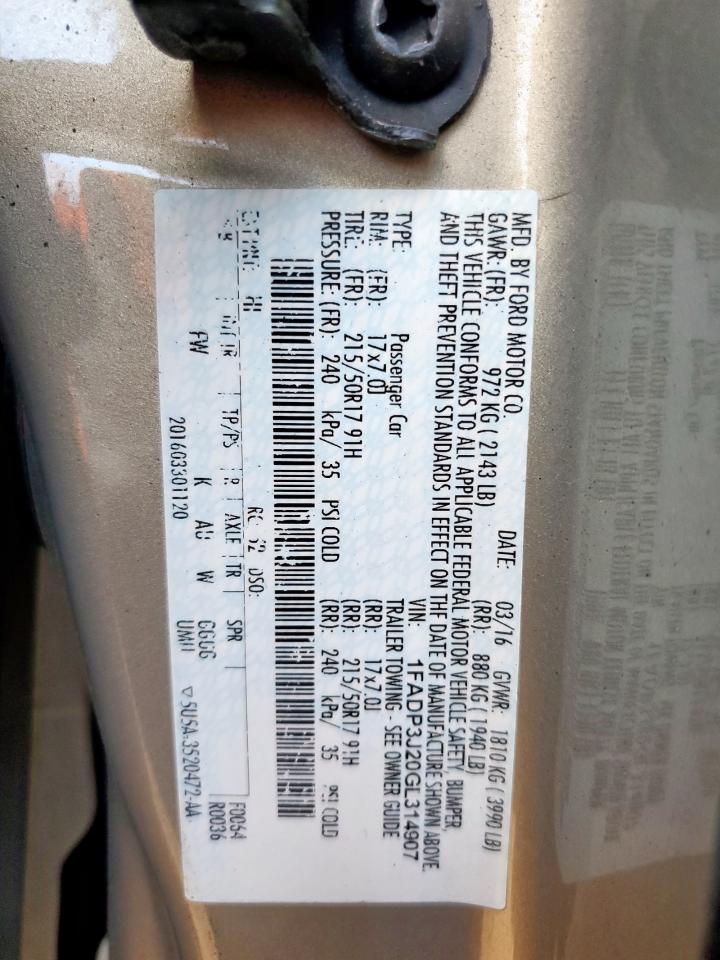 MFD. BY FORD MOTOR CO.
DATE: 03/16 GVWR: 1810 KG ( 3990 LB)
GAWR: (FR): 972 KG ( 2143 LB) (RR): 880 KG ( 1940 LB)
THIS VEHICLE CONFORMS TO ALL APPLICABLE FEDERAL MOTOR VEHICLE SAFETY, BUMPER,
AND THEFT PREVENTION STANDARDS IN EFFECT ON THE DATE OF MANUFACTURE SHOWN ABOVE.
VIN: 1FADP3J20GL314907
TYPE: Passenger Car TRAILER TOWING - SEE OWNER GUIDE
RIM: (FR): 17x7.0J (RR): 17x7.0J
TIRE: (FR): 215/50R17 91H (RR): 215/50R17 91H
PRESSURE: (FR): 240 kPa/ 35 PSI COLD (RR): 240 kPa/ 35 PSI COLD
DSO: F0064
R0036
TP/PS R AXLE TR SPR
FW K W
201603301120 ▽5U5A-3520472-AA